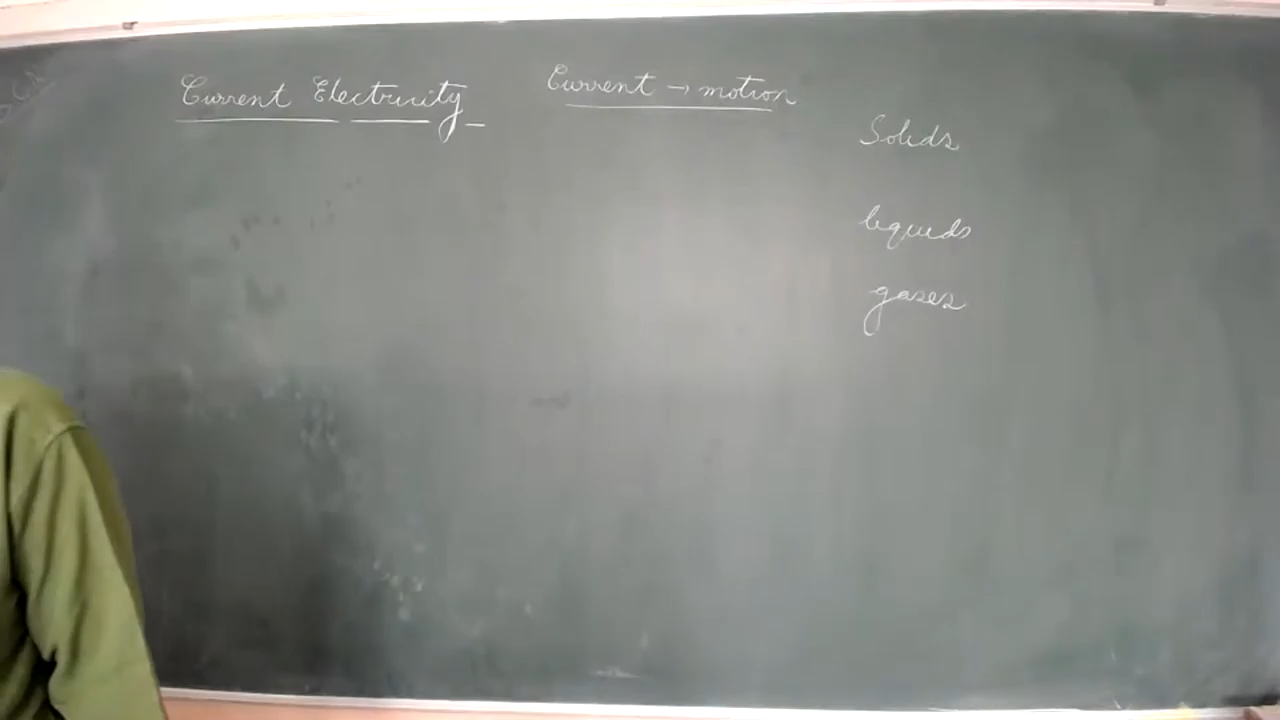 Current Electricity
Current → motion
Solids
liquids
gases